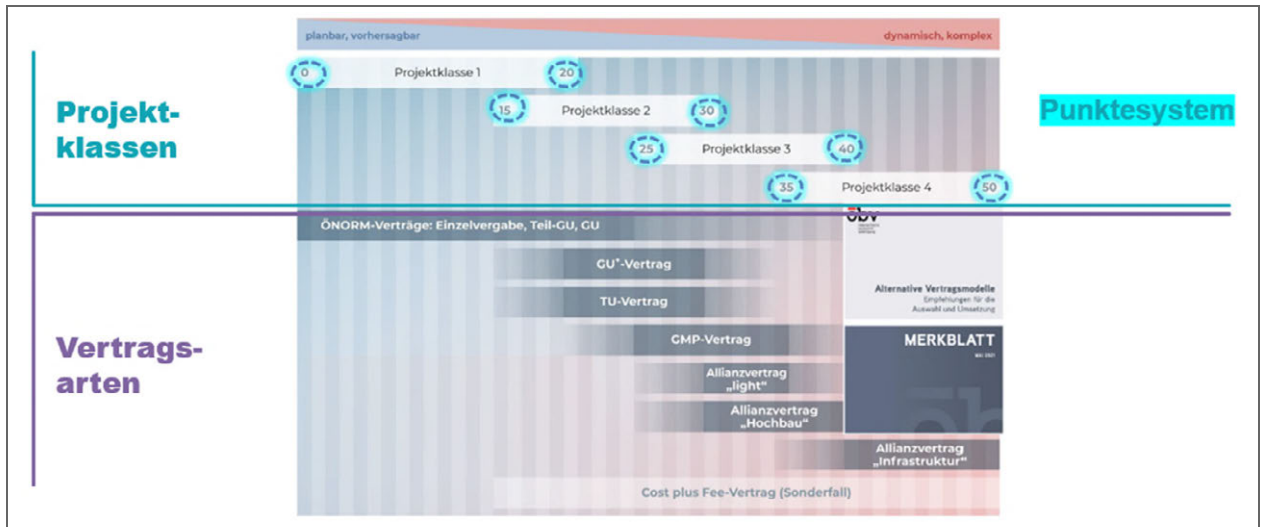 planbar, vorhersagbar
dynamisch, komplex
0 Projektklasse 1 20
15 Projektklasse 2 30
25 Projektklasse 3 40
35 Projektklasse 4 50
Projekt-
klassen
Punktesystem
ÖNORM-Verträge: Einzelvergabe, Teil-GU, GU
GU⁺-Vertrag
TU-Vertrag
GMP-Vertrag
Allianzvertrag
„light“
Allianzvertrag
„Hochbau“
Allianzvertrag
„Infrastruktur“
Cost plus Fee-Vertrag (Sonderfall)
Vertrags-
arten
öbv
Alternative Vertragsmodelle
Empfehlungen für die
Auswahl und Umsetzung
MERKBLATT